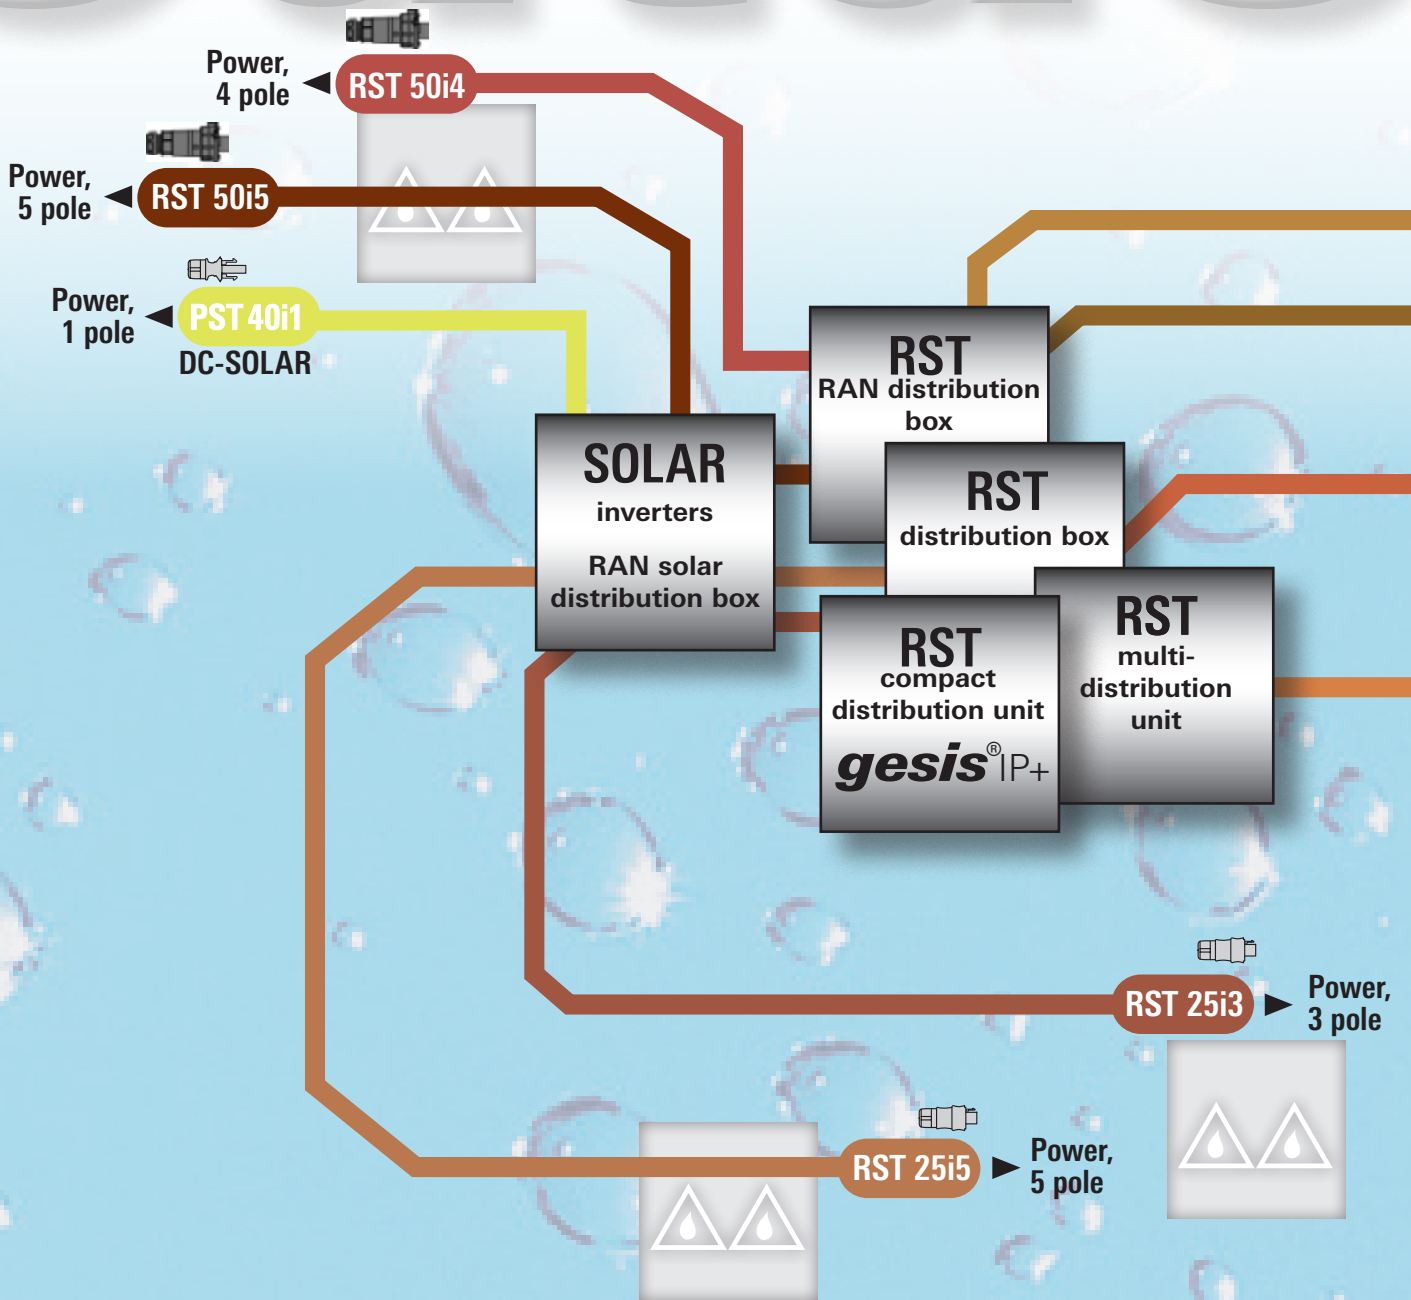 Power,
4 pole
RST 50i4
Power,
5 pole
RST 50i5
Power,
1 pole
PST 40i1
DC-SOLAR
RST
RAN distribution
box
SOLAR
inverters
RAN solar
distribution box
RST
distribution box
RST
multi-
distribution
unit
RST
compact
distribution unit
gesis®IP+
RST 25i3
Power,
3 pole
RST 25i5
Power,
5 pole